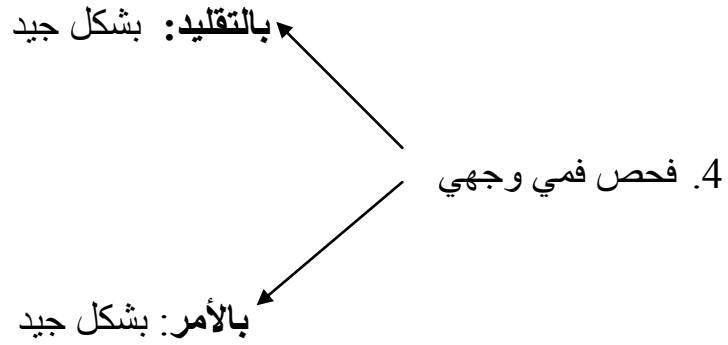 بالتقليد: بشكل جيد
4. فحص فمي وجهي
بالأمر: بشكل جيد